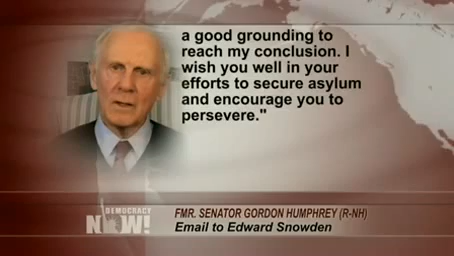 a good grounding to
reach my conclusion. I
wish you well in your
efforts to secure asylum
and encourage you to
persevere."
DEMOCRACY
NOW!
FMR. SENATOR GORDON HUMPHREY (R-NH)
Email to Edward Snowden